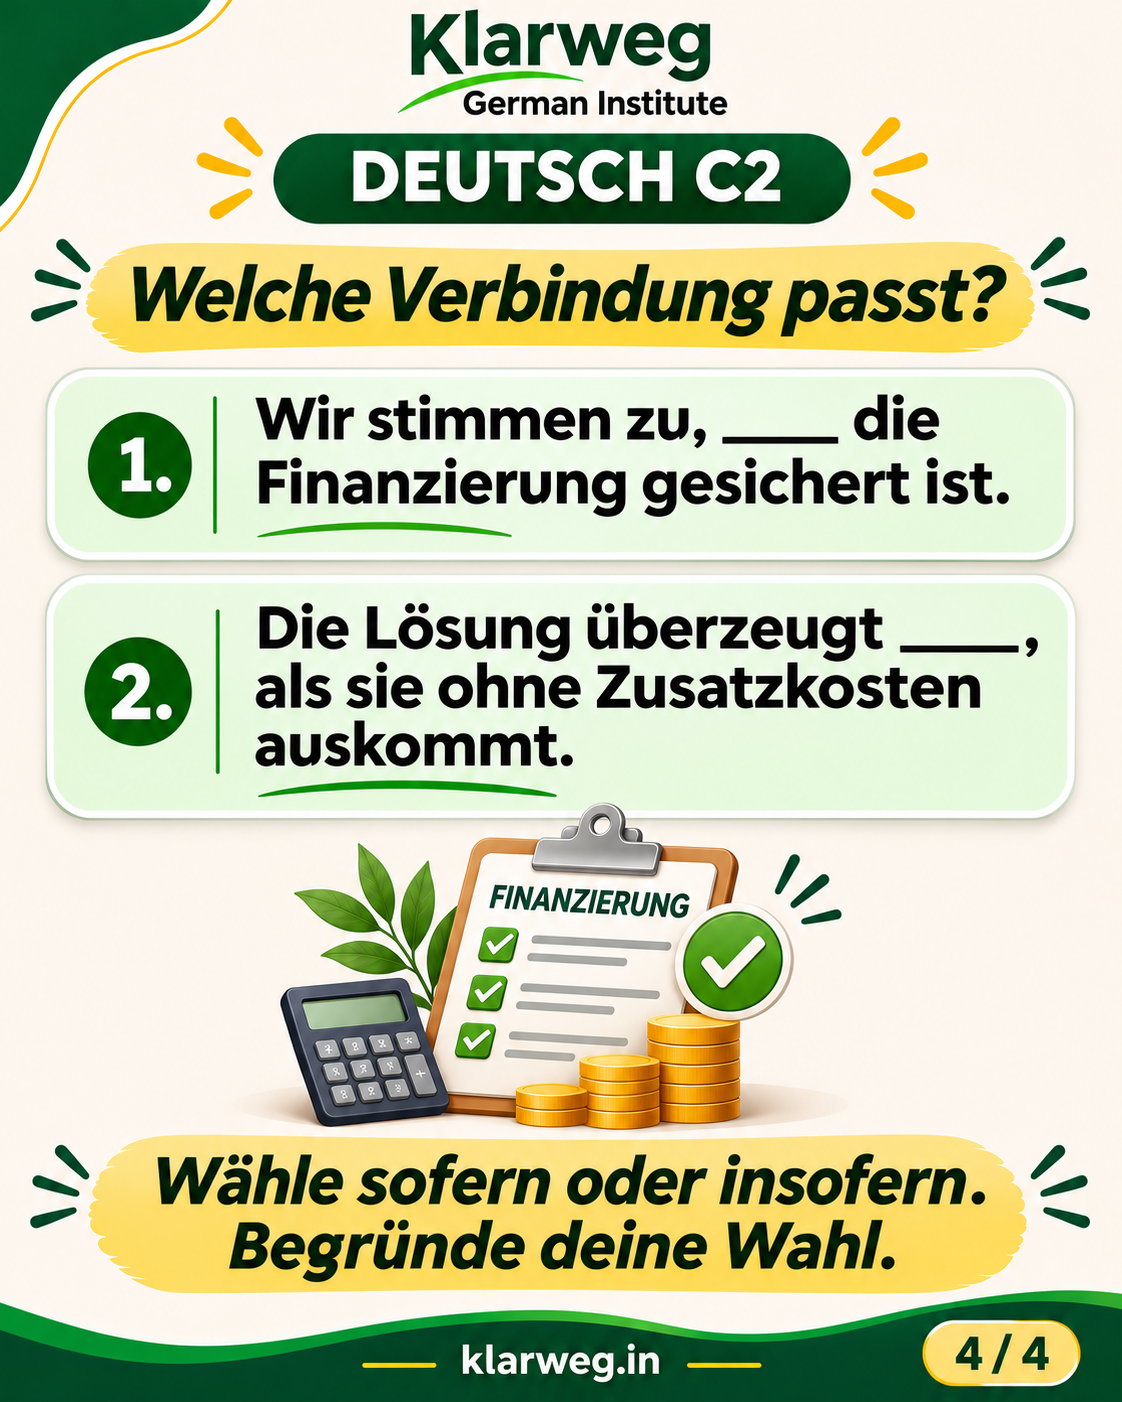 Klarweg
German Institute
DEUTSCH C2
Welche Verbindung passt?
1. Wir stimmen zu, ____ die
Finanzierung gesichert ist.
2. Die Lösung überzeugt ____,
als sie ohne Zusatzkosten
auskommt.
FINANZIERUNG
Wähle sofern oder insofern.
Begründe deine Wahl.
klarweg.in
4 / 4